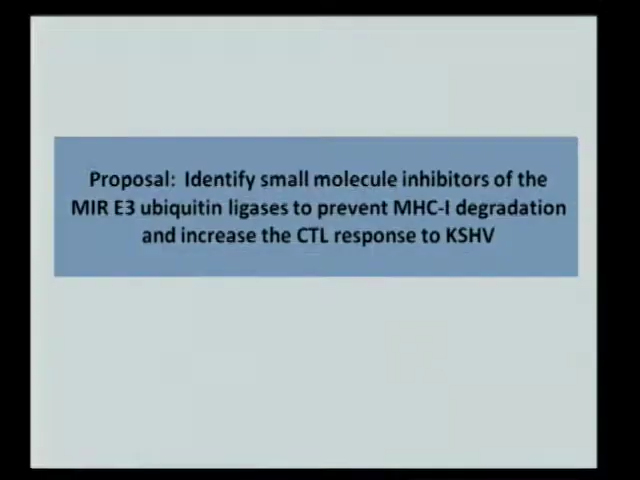 Proposal: Identify small molecule inhibitors of the
MIR E3 ubiquitin ligases to prevent MHC-I degradation
and increase the CTL response to KSHV